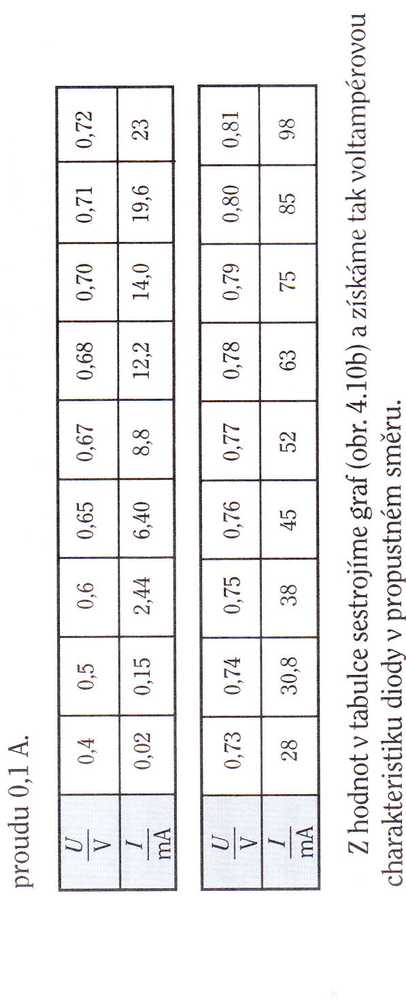 proudu 0,1 A.
U/V 0,4 0,5 0,6 0,65 0,67 0,68 0,70 0,71 0,72
I/mA 0,02 0,15 2,44 6,40 8,8 12,2 14,0 19,6 23
U/V 0,73 0,74 0,75 0,76 0,77 0,78 0,79 0,80 0,81
I/mA 28 30,8 38 45 52 63 75 85 98
Z hodnot v tabulce sestrojíme graf (obr. 4.10b) a získáme tak voltampérovou
charakteristiku diody v propustném směru.